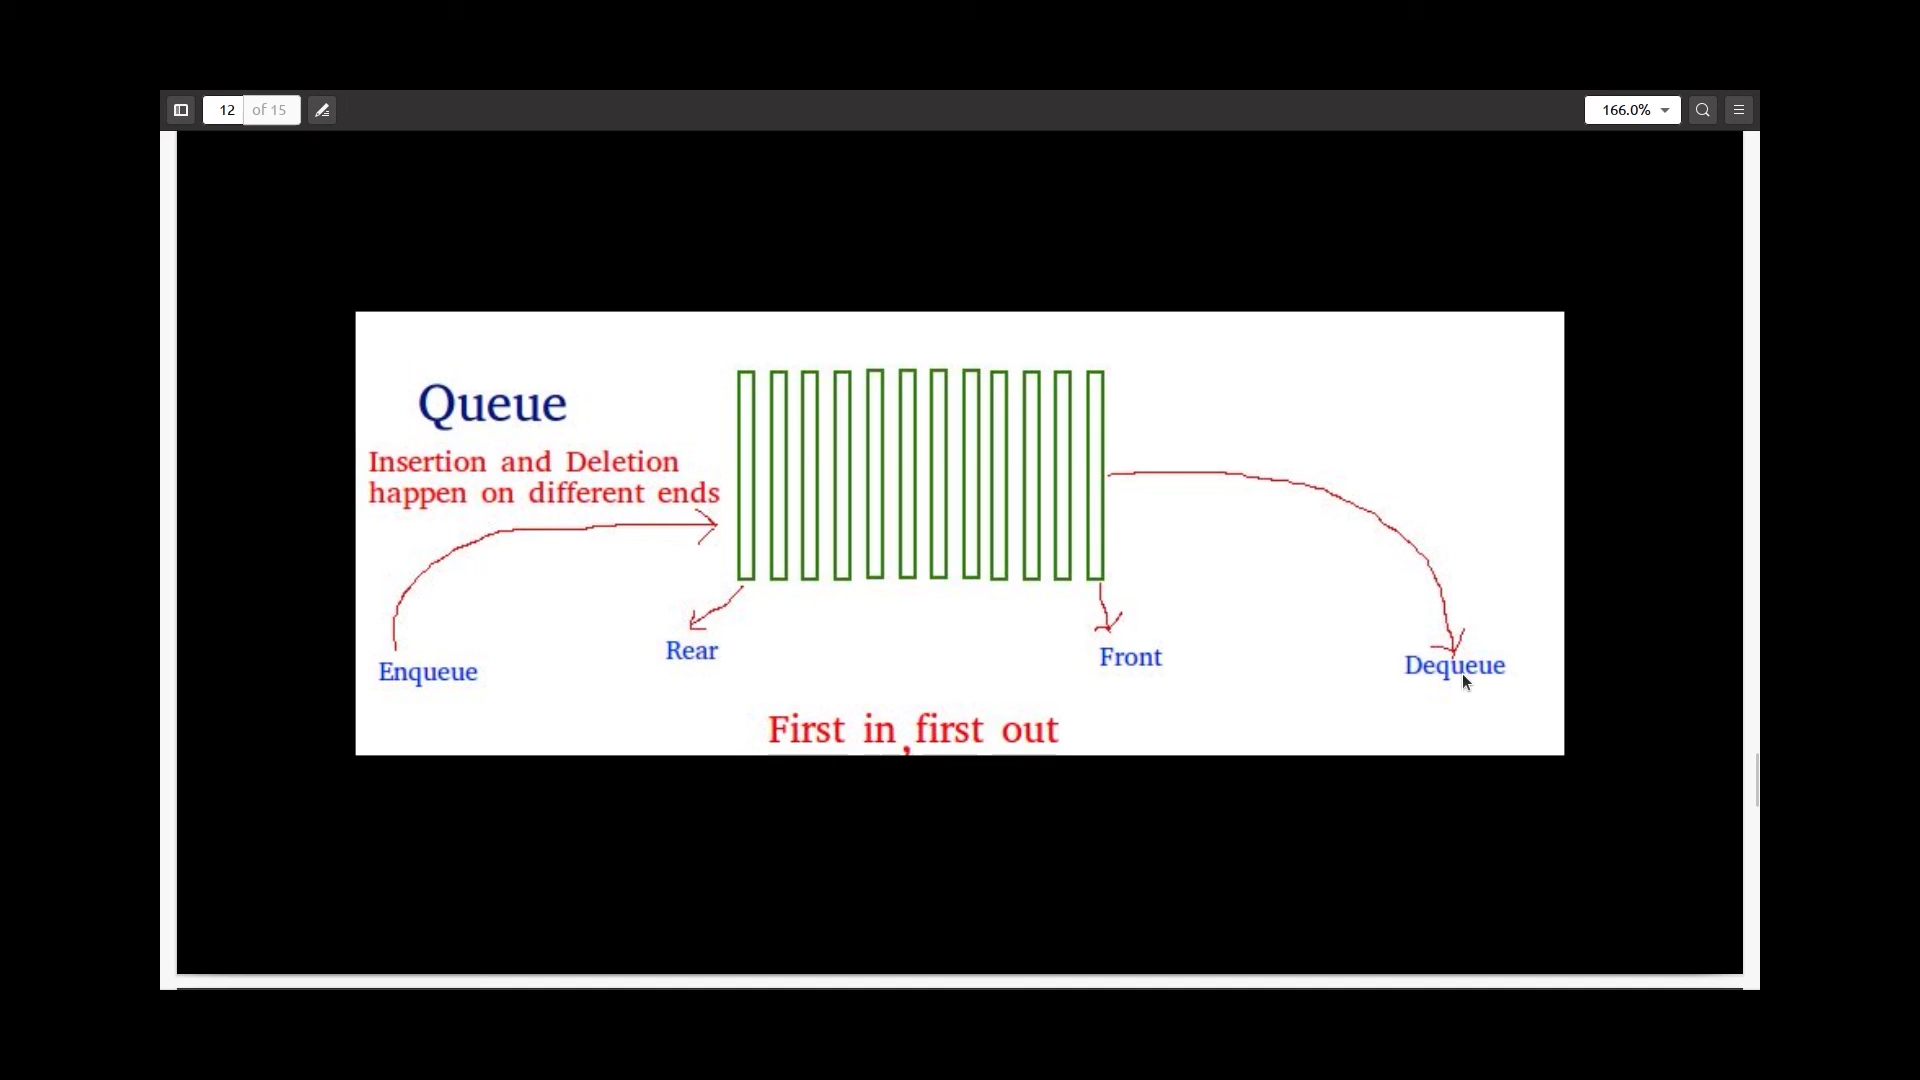 12 of 15
166.0%
Queue
Insertion and Deletion
happen on different ends
Enqueue
Rear
Front
Dequeue
First in, first out